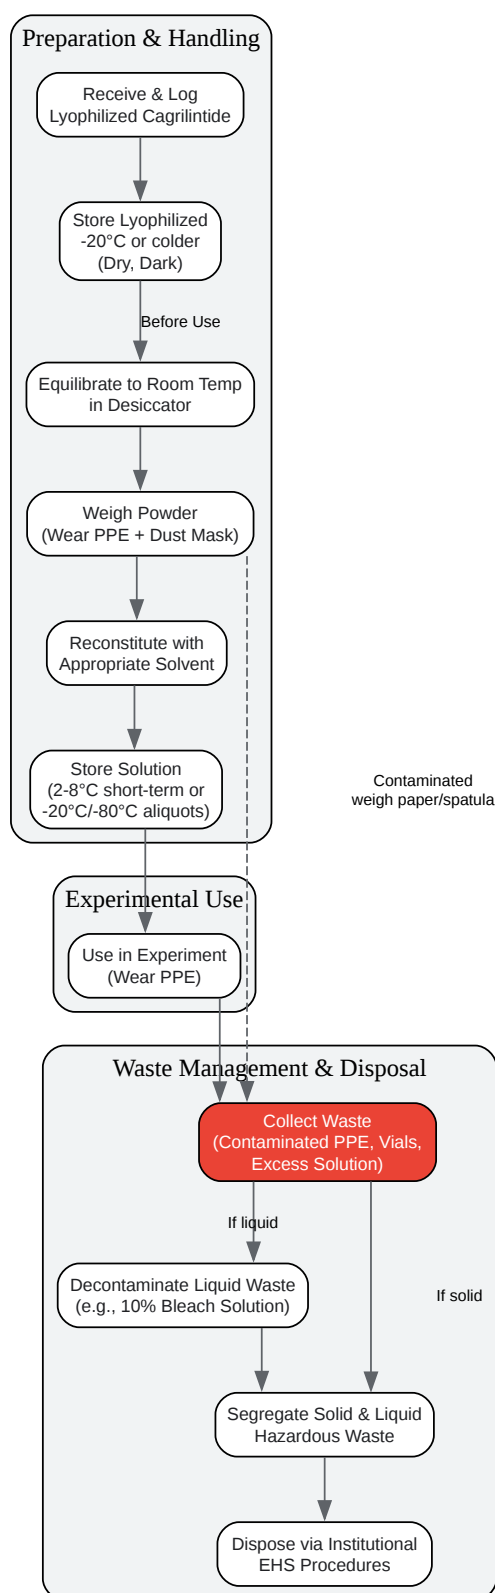 Preparation & Handling
Receive & Log
Lyophilized Cagrilintide
Store Lyophilized
-20°C or colder
(Dry, Dark)
Before Use
Equilibrate to Room Temp
in Desiccator
Weigh Powder
(Wear PPE + Dust Mask)
Reconstitute with
Appropriate Solvent
Store Solution
(2-8°C short-term or
-20°C/-80°C aliquots)
Contaminated
weigh paper/spatula
Experimental Use
Use in Experiment
(Wear PPE)
Waste Management & Disposal
Collect Waste
(Contaminated PPE, Vials,
Excess Solution)
If liquid
Decontaminate Liquid Waste
(e.g., 10% Bleach Solution)
If solid
Segregate Solid & Liquid
Hazardous Waste
Dispose via Institutional
EHS Procedures